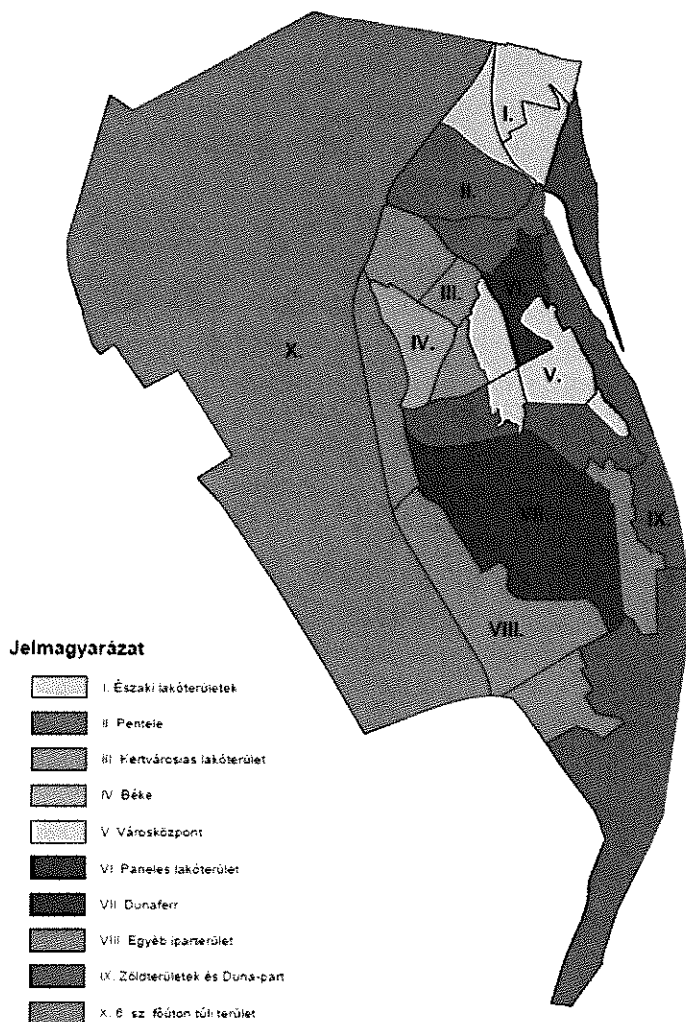 I.
II.
III.
VI.
IV.
X.
V.
VII.
IX.
VIII.
Jelmagyarázat
I. Északi lakóterületek
II Pentele
III Kertvárosias lakóterület
IV Béke
V Városközpont
VI Paneles lakóterület
VII Dunaferr
VIII Egyéb iparterület
IX. Zöldterületek és Duna-part
X. 6 sz főúton túli terület